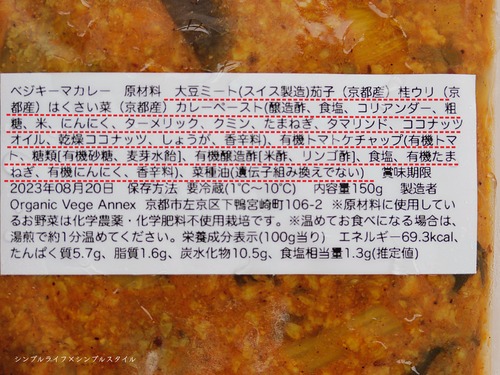 ベジキーマカレー 原材料 大豆ミート(スイス製造)茄子（京都産）桂ウリ（京
都産）はくさい菜（京都産）カレーペースト(醸造酢、食塩、コリアンダー、粗
糖、米、にんにく、ターメリック、クミン、たまねぎ、タマリンド、ココナッツ
オイル、乾燥ココナッツ、しょうが、香辛料)、有機トマトケチャップ(有機トマ
ト、糖類[有機砂糖、麦芽水飴]、有機醸造酢[米酢、リンゴ酢]、食塩、有機たま
ねぎ、有機にんにく、香辛料)、菜種油(遺伝子組み換えでない) 賞味期限
2023年08月20日 保存方法 要冷蔵(1℃〜10℃) 内容量150g 製造者
Organic Vege Annex 京都市左京区下鴨宮崎町106-2 ※原材料に使用してい
るお野菜は化学農薬・化学肥料不使用栽培です。※温めてお食べになる場合は、
湯煎で約1分温めてください。栄養成分表示(100g当り) エネルギー69.3kcal、
たんぱく質5.7g、脂質1.6g、炭水化物10.5g、食塩相当量1.3g(推定値)
シンプルライフ×シンプルスタイル